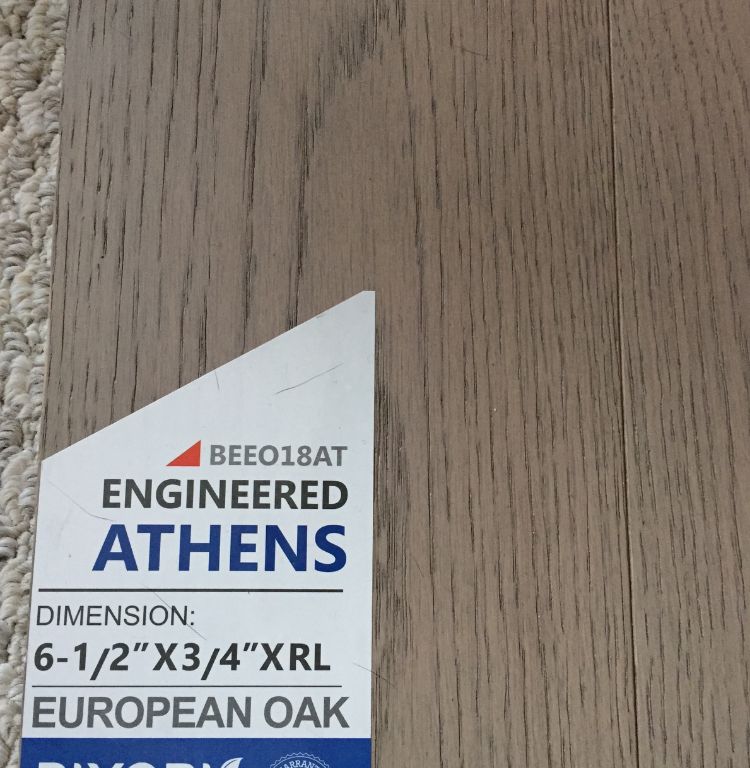 BEEO18AT
ENGINEERED
ATHENS
DIMENSION:
6-1/2"X3/4"XRL
EUROPEAN OAK